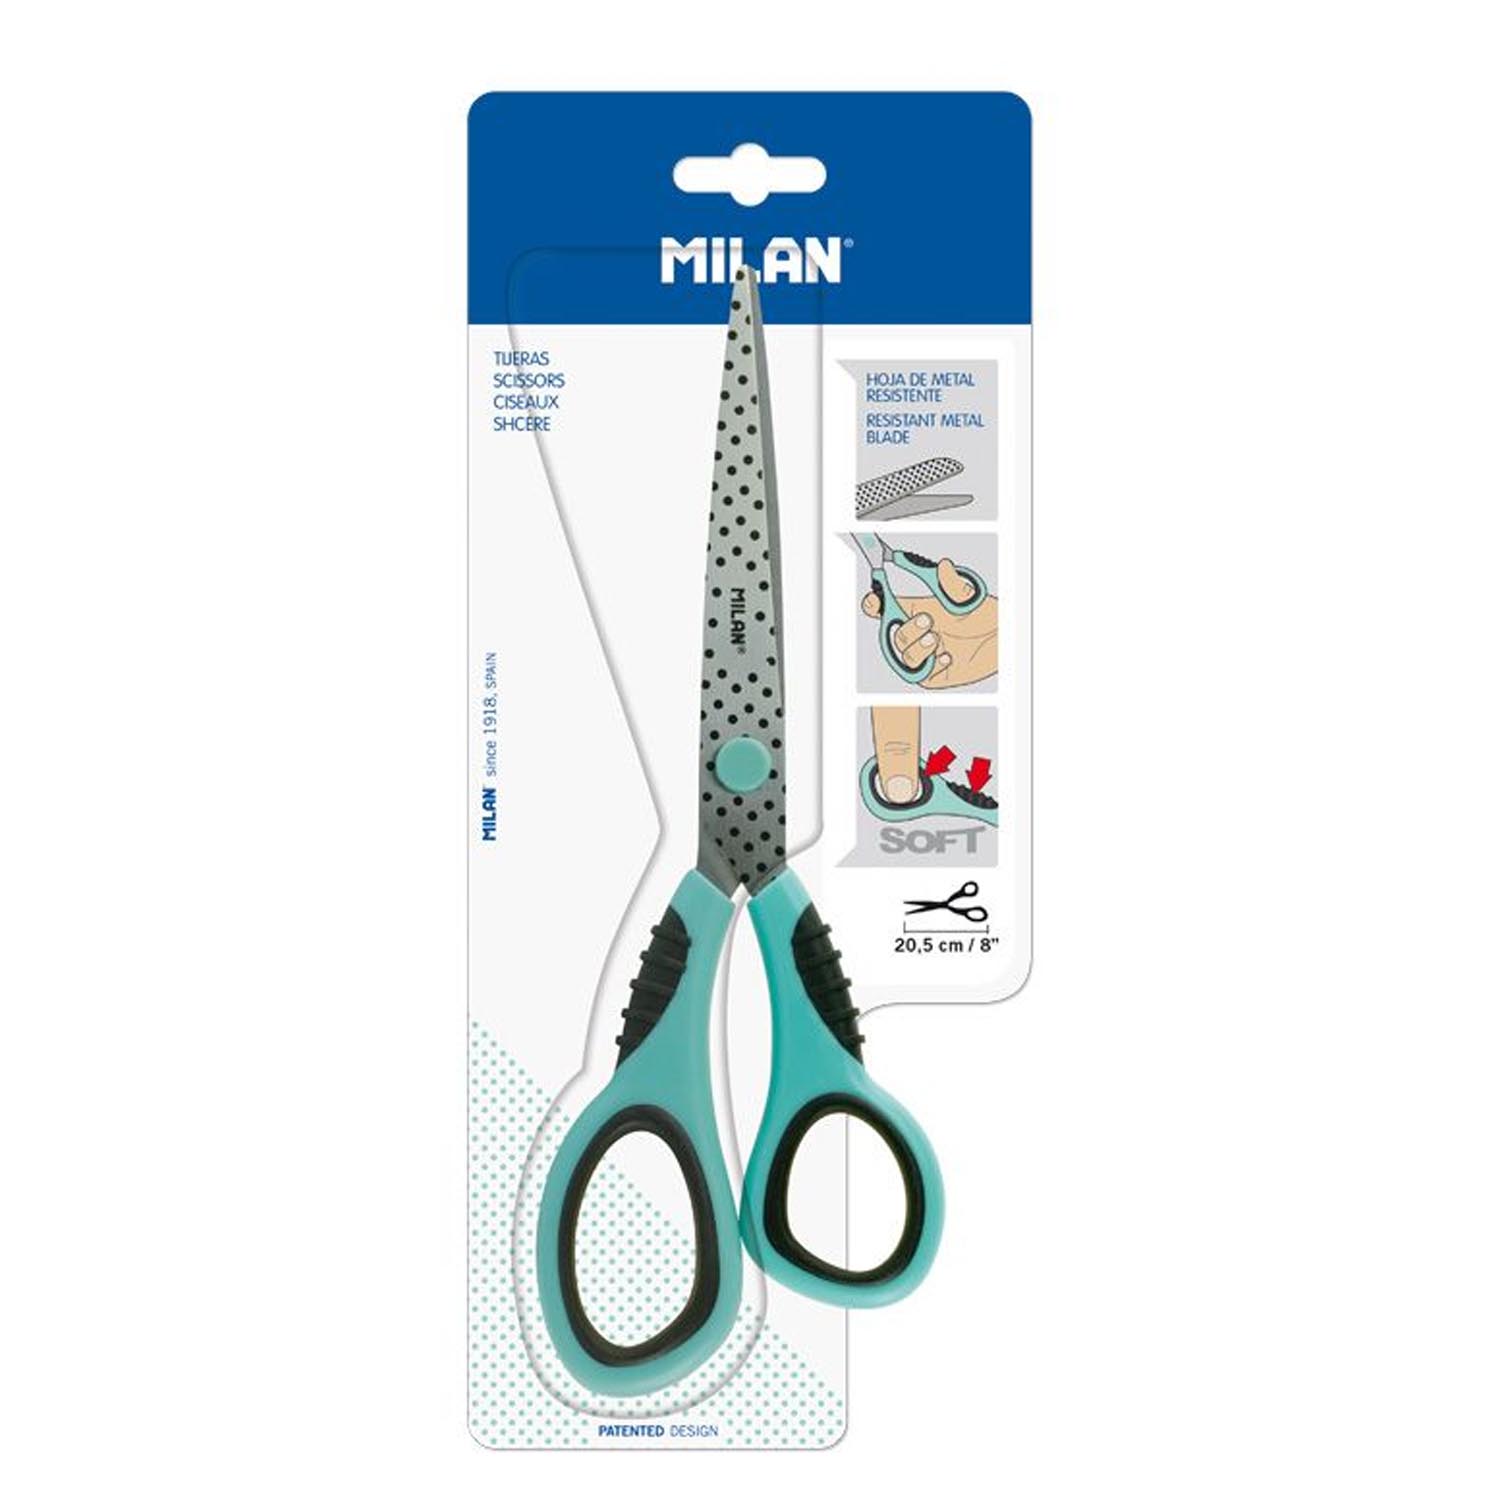 MILAN®
TIJERAS
SCISSORS
CISEAUX
SHCERE
HOJA DE METAL
RESISTENTE
RESISTANT METAL
BLADE
MILAN®
SOFT
20,5 cm / 8"
MILAN® since 1918, SPAIN
PATENTED DESIGN